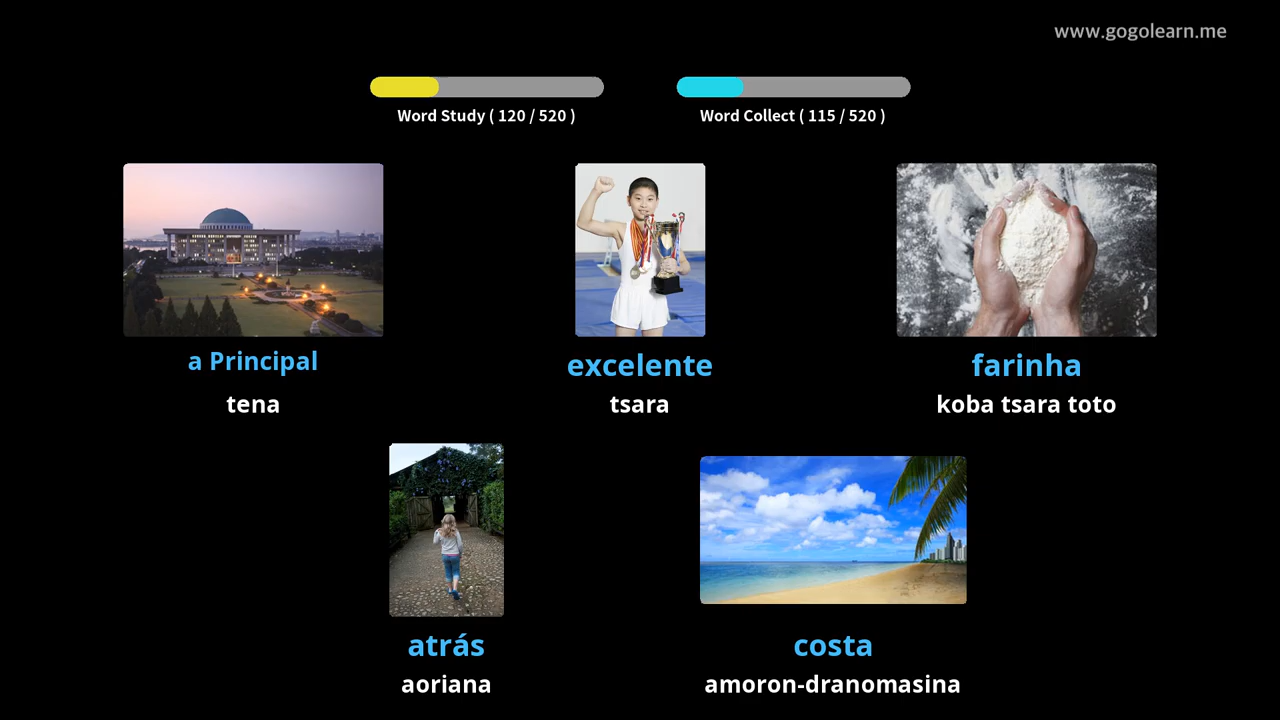 www.gogolearn.me
Word Study ( 120 / 520 )
Word Collect ( 115 / 520 )
a Principal
tena
excelente
tsara
farinha
koba tsara toto
atrás
aoriana
costa
amoron-dranomasina